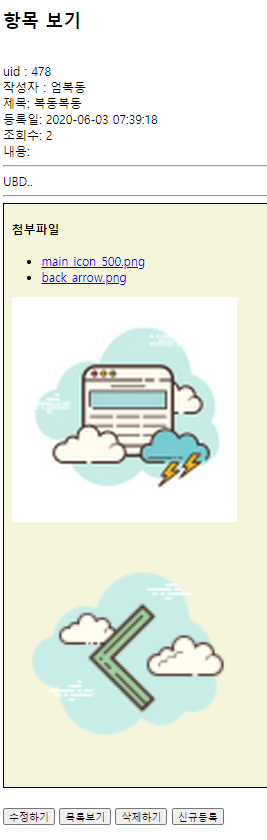 항목 보기
uid : 478
작성자 : 엄복동
제목: 복동복동
등록일: 2020-06-03 07:39:18
조회수: 2
내용:
UBD..
첨부파일
main_icon_500.png
back_arrow.png
수정하기 목록보기 삭제하기 신규등록